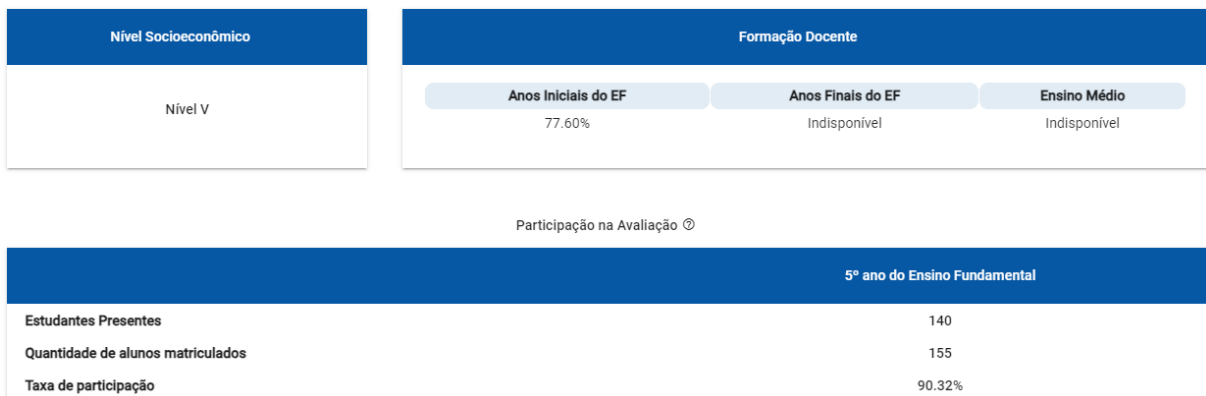 Nível Socioeconômico
Formação Docente
Nível V
Anos Iniciais do EF Anos Finais do EF Ensino Médio
77.60% Indisponível Indisponível
Participação na Avaliação
5º ano do Ensino Fundamental
Estudantes Presentes 140
Quantidade de alunos matriculados 155
Taxa de participação 90.32%